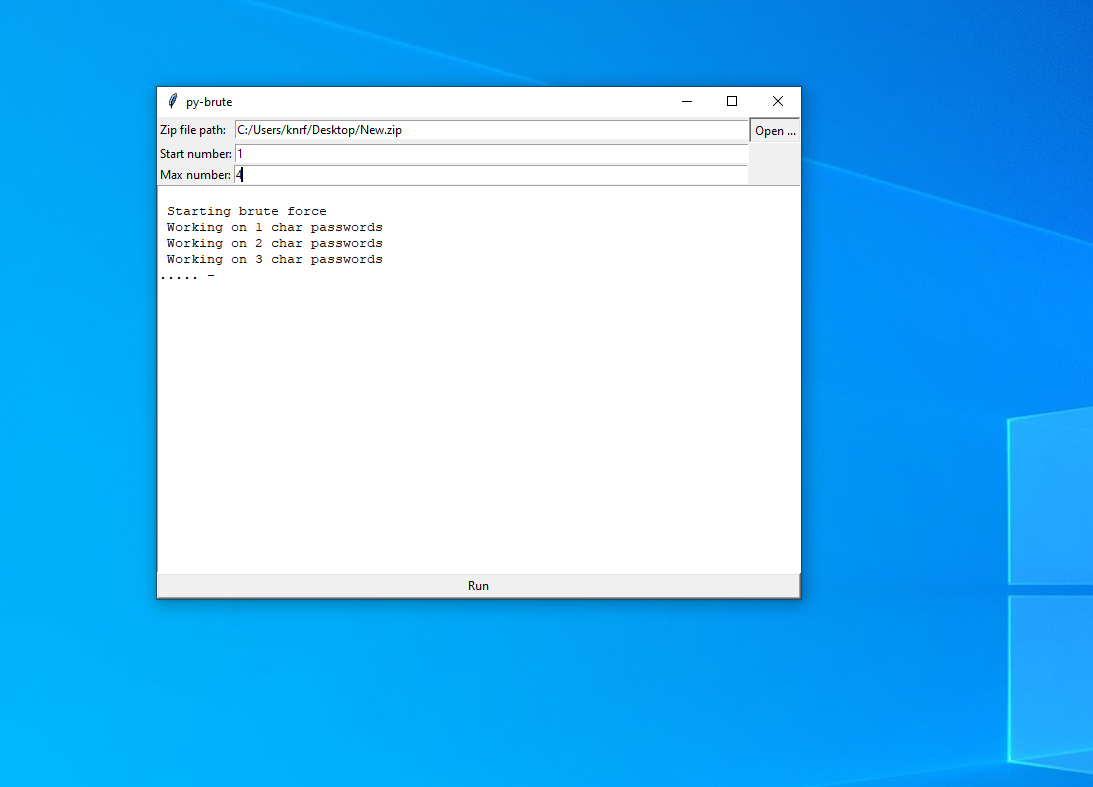 py-brute
Zip file path: C:/Users/knrf/Desktop/New.zip Open ...
Start number: 1
Max number: 4
Starting brute force
Working on 1 char passwords
Working on 2 char passwords
Working on 3 char passwords
..... -
Run